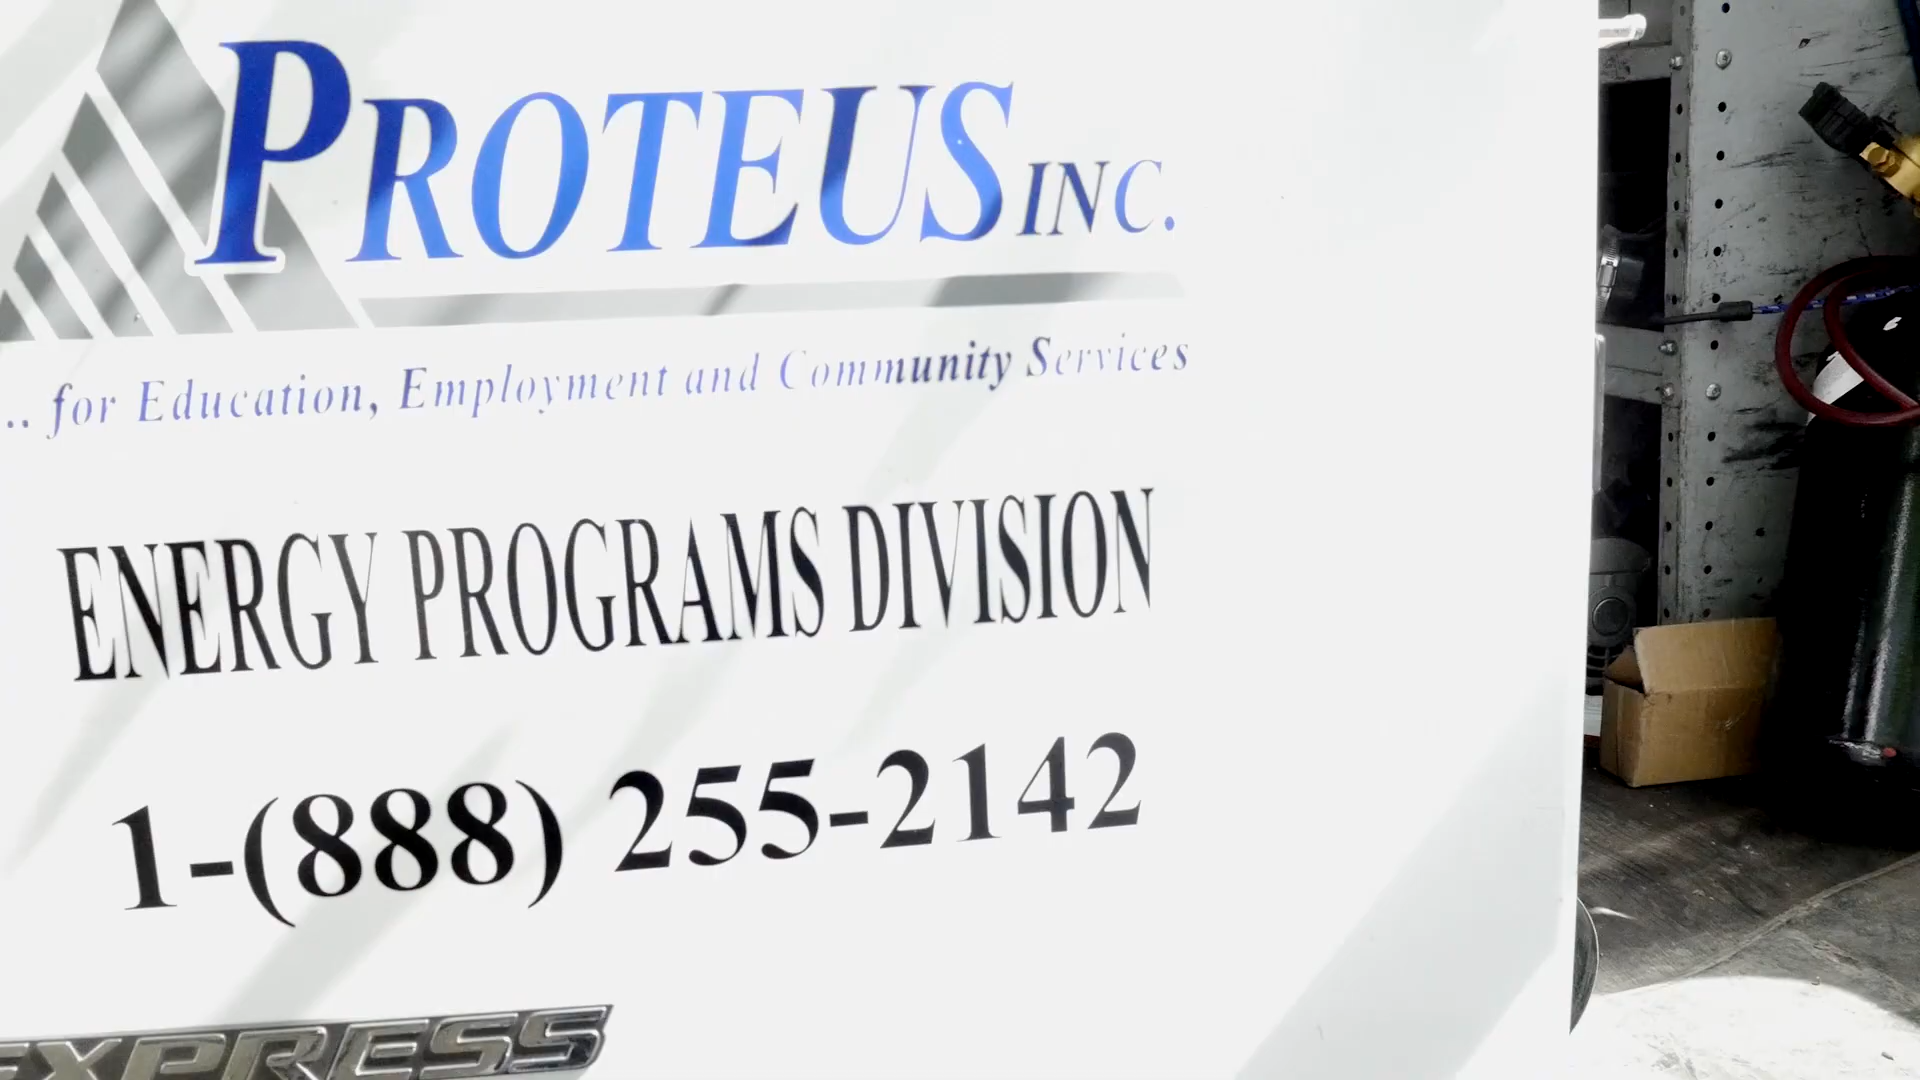 PROTEUS INC.
... for Education, Employment and Community Services
ENERGY PROGRAMS DIVISION
1-(888) 255-2142
EXPRESS